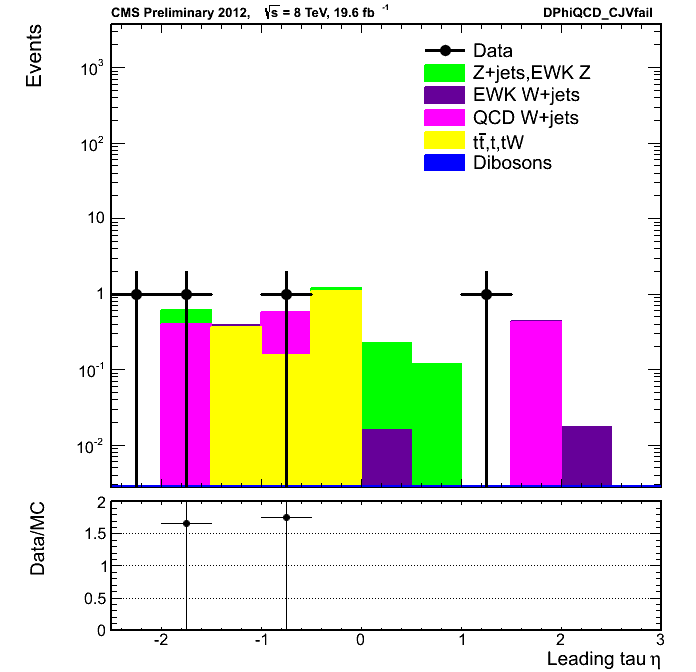 CMS Preliminary 2012, √s = 8 TeV, 19.6 fb⁻¹ DPhiQCD_CJVfail
Events
Data
Z+jets,EWK Z
EWK W+jets
QCD W+jets
tt̅,t,tW
Dibosons
10³
10²
10
1
10⁻¹
10⁻²
Data/MC
2
1.5
1
0.5
0
-2 -1 0 1 2 3
Leading tau η